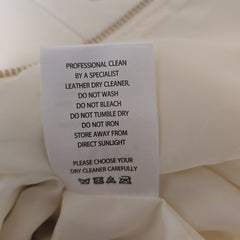 PROFESSIONAL CLEAN
BY A SPECIALIST
LEATHER DRY CLEANER.
DO NOT WASH
DO NOT BLEACH
DO NOT TUMBLE DRY
DO NOT IRON
STORE AWAY FROM
DIRECT SUNLIGHT
PLEASE CHOOSE YOUR
DRY CLEANER CAREFULLY